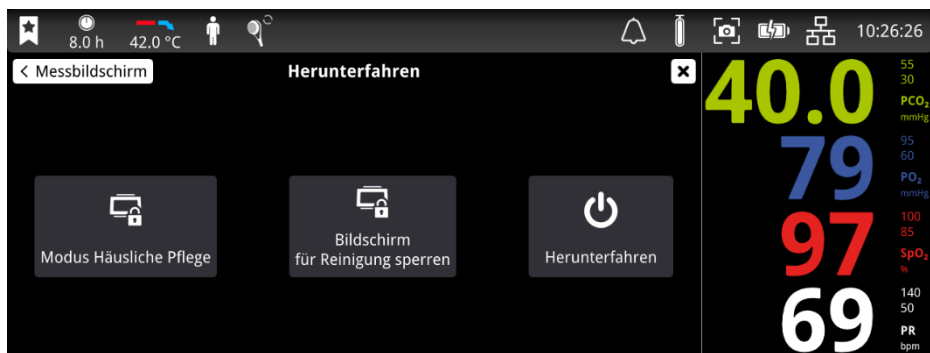 8.0 h
42.0 °C
10:26:26
Messbildschirm
Herunterfahren
Modus Häusliche Pflege
Bildschirm
für Reinigung sperren
Herunterfahren
40.0
55
30
PCO₂
mmHg
79
95
60
PO₂
mmHg
97
100
85
SpO₂
%
69
140
50
PR
bpm